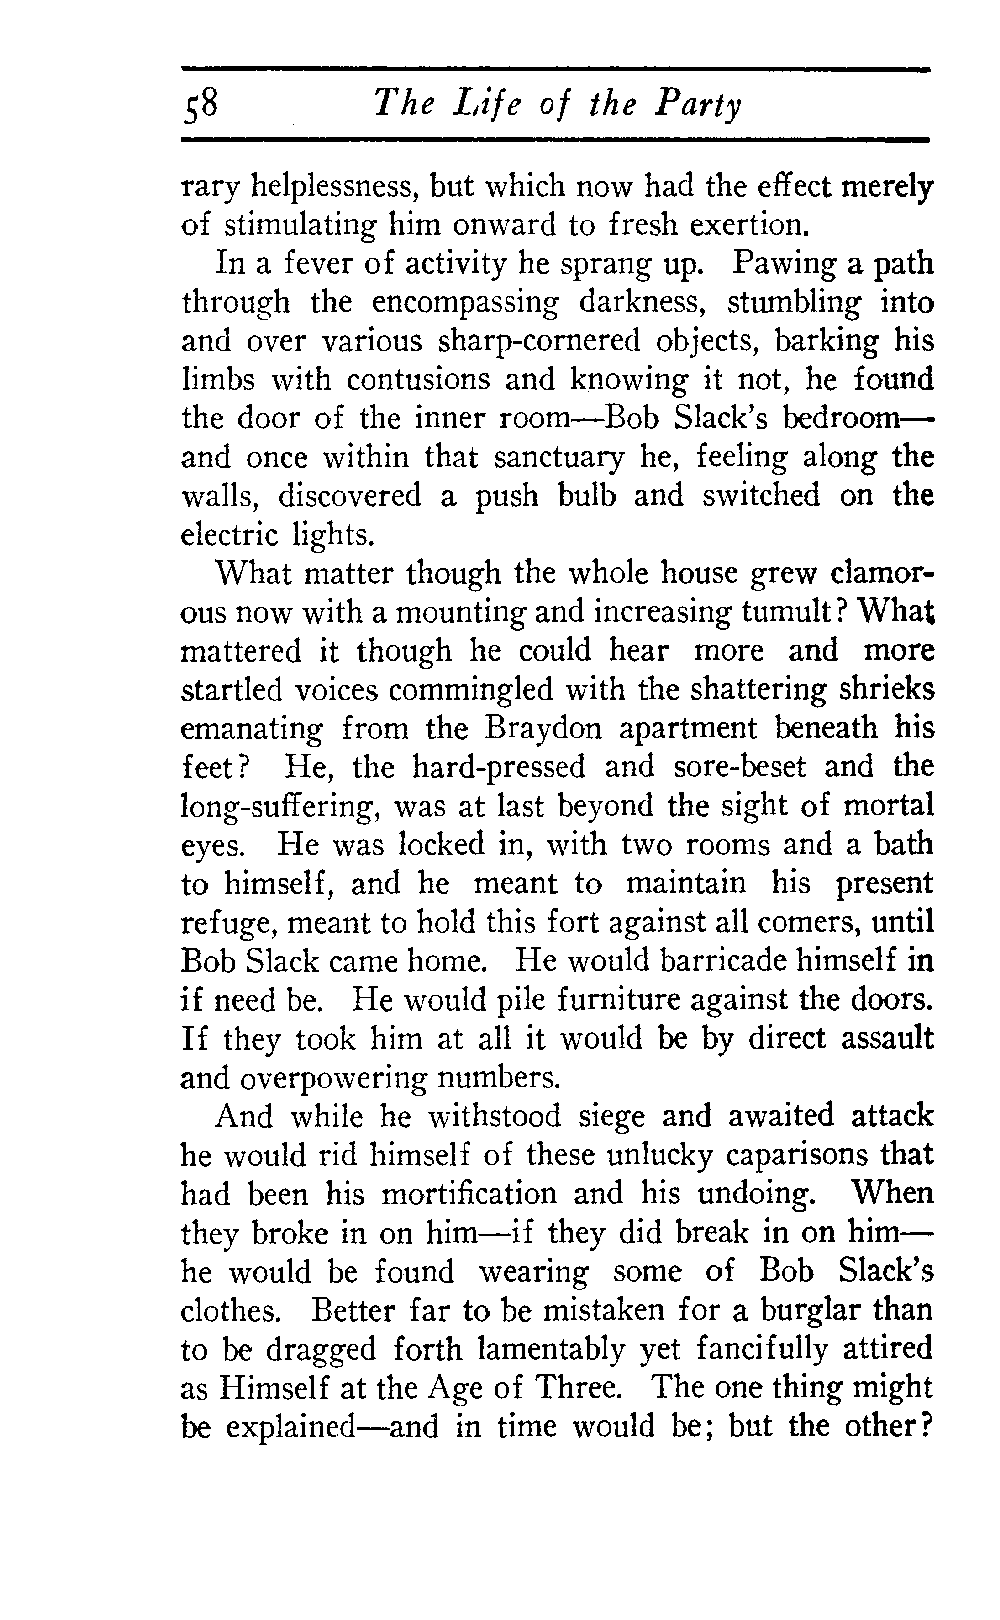 58 The Life of the Party
rary helplessness, but which now had the effect merely
of stimulating him onward to fresh exertion.
In a fever of activity he sprang up. Pawing a path
through the encompassing darkness, stumbling into
and over various sharp-cornered objects, barking his
limbs with contusions and knowing it not, he found
the door of the inner room—Bob Slack's bedroom—
and once within that sanctuary he, feeling along the
walls, discovered a push bulb and switched on the
electric lights.
What matter though the whole house grew clamor-
ous now with a mounting and increasing tumult? What
mattered it though he could hear more and more
startled voices commingled with the shattering shrieks
emanating from the Braydon apartment beneath his
feet? He, the hard-pressed and sore-beset and the
long-suffering, was at last beyond the sight of mortal
eyes. He was locked in, with two rooms and a bath
to himself, and he meant to maintain his present
refuge, meant to hold this fort against all comers, until
Bob Slack came home. He would barricade himself in
if need be. He would pile furniture against the doors.
If they took him at all it would be by direct assault
and overpowering numbers.
And while he withstood siege and awaited attack
he would rid himself of these unlucky caparisons that
had been his mortification and his undoing. When
they broke in on him—if they did break in on him—
he would be found wearing some of Bob Slack's
clothes. Better far to be mistaken for a burglar than
to be dragged forth lamentably yet fancifully attired
as Himself at the Age of Three. The one thing might
be explained—and in time would be; but the other?